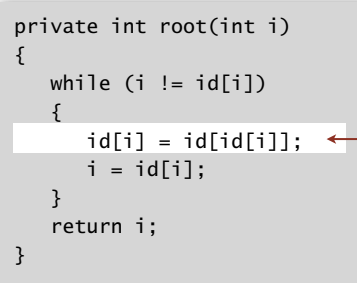 private int root(int i)
{
while (i != id[i])
{
id[i] = id[id[i]];
i = id[i];
}
return i;
}